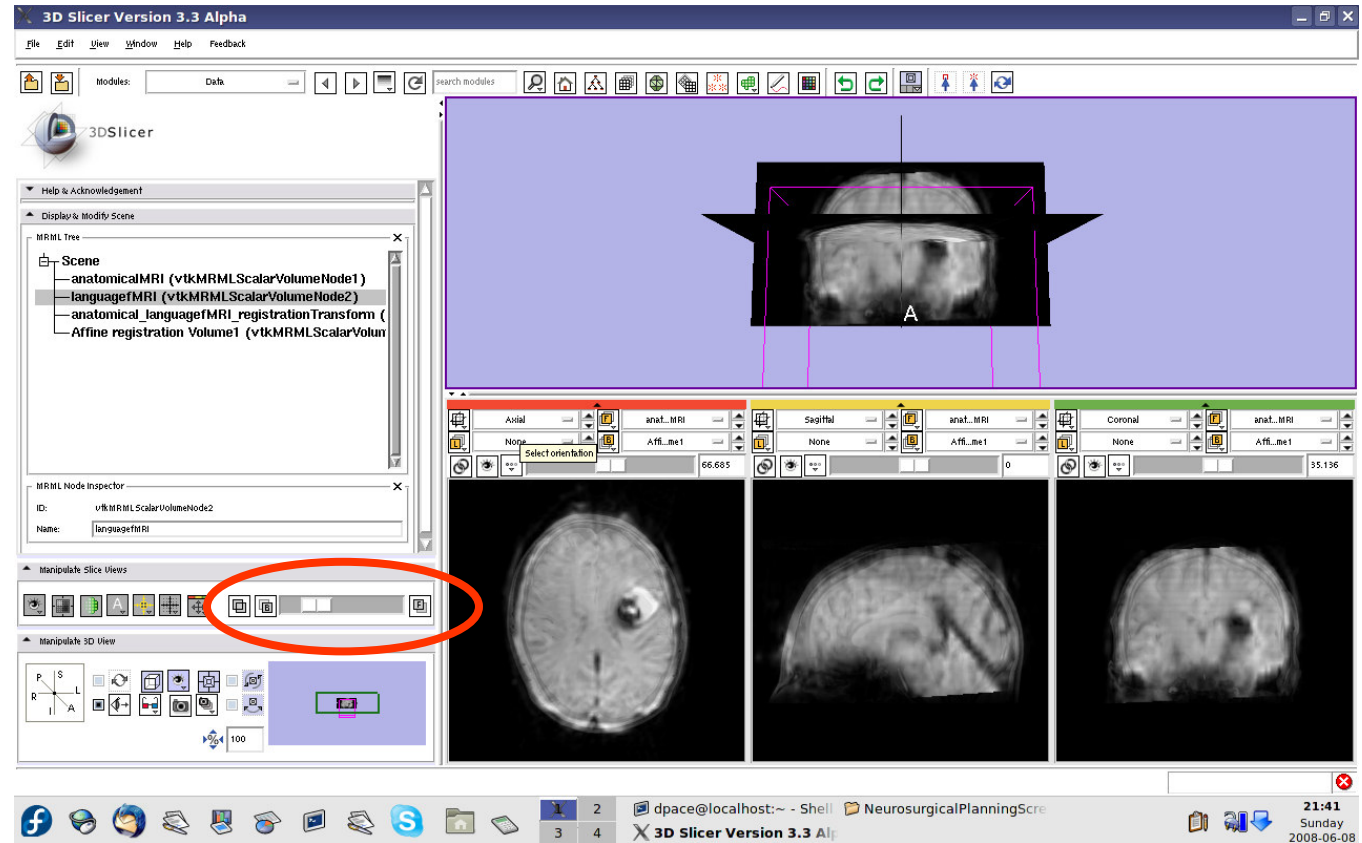 3D Slicer Version 3.3 Alpha
File Edit View Window Help Feedback
Modules: Data search modules
3DSlicer
Help & Acknowledgement
Display & Modify Scene
MRML Tree
Scene
anatomicalMRI (vtkMRMLScalarVolumeNode1)
languagefMRI (vtkMRMLScalarVolumeNode2)
anatomical_languagefMRI_registrationTransform (
Affine registration Volume1 (vtkMRMLScalarVolum
MRML Node Inspector
ID: vtkMRMLScalarVolumeNode2
Name: languagefMRI
Manipulate Slice Views
B F
Manipulate 3D View
P S
R L
I A
100
A
Axial F anat...MRI
None B Affi...me1
Select orientation
66.685
Sagittal F anat...MRI
L None B Affi...me1
0
Coronal F anat...MRI
L None B Affi...me1
35.136
1 2
3 4
dpace@localhost:~ - Shell
NeurosurgicalPlanningScre
3D Slicer Version 3.3 Alp
21:41
Sunday
2008-06-08